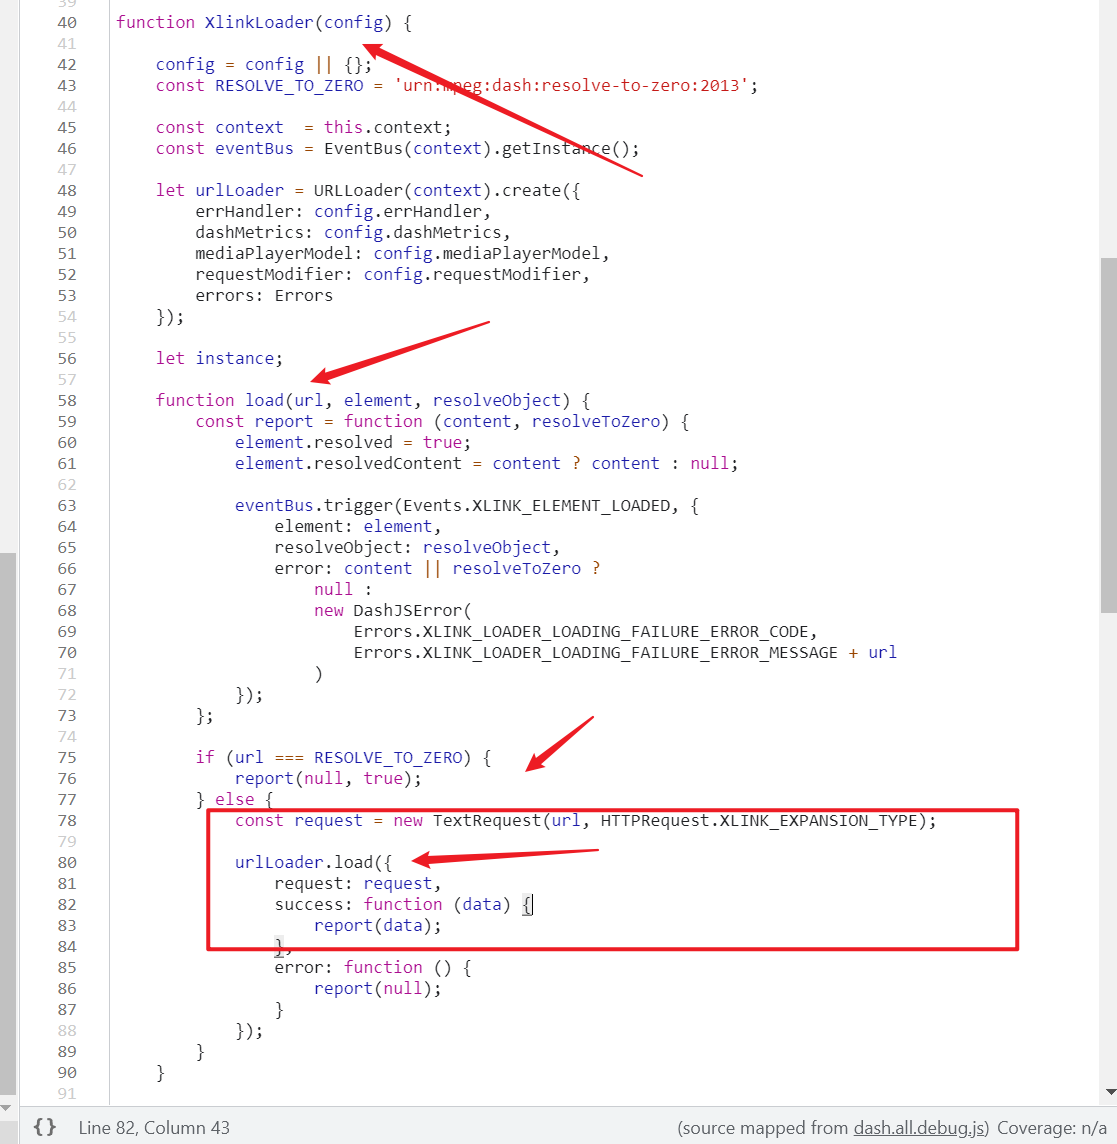 39
40 function XlinkLoader(config) {
41
42 config = config || {};
43 const RESOLVE_TO_ZERO = 'urn:mpeg:dash:resolve-to-zero:2013';
44
45 const context  = this.context;
46 const eventBus = EventBus(context).getInstance();
47
48 let urlLoader = URLLoader(context).create({
49 errHandler: config.errHandler,
50 dashMetrics: config.dashMetrics,
51 mediaPlayerModel: config.mediaPlayerModel,
52 requestModifier: config.requestModifier,
53 errors: Errors
54 });
55
56 let instance;
57
58 function load(url, element, resolveObject) {
59 const report = function (content, resolveToZero) {
60 element.resolved = true;
61 element.resolvedContent = content ? content : null;
62
63 eventBus.trigger(Events.XLINK_ELEMENT_LOADED, {
64 element: element,
65 resolveObject: resolveObject,
66 error: content || resolveToZero ?
67 null :
68 new DashJSError(
69 Errors.XLINK_LOADER_LOADING_FAILURE_ERROR_CODE,
70 Errors.XLINK_LOADER_LOADING_FAILURE_ERROR_MESSAGE + url
71 )
72 });
73 };
74
75 if (url === RESOLVE_TO_ZERO) {
76 report(null, true);
77 } else {
78 const request = new TextRequest(url, HTTPRequest.XLINK_EXPANSION_TYPE);
79
80 urlLoader.load({
81 request: request,
82 success: function (data) {
83 report(data);
84 },
85 error: function () {
86 report(null);
87 }
88 });
89 }
90 }
91
{} Line 82, Column 43 (source mapped from dash.all.debug.js) Coverage: n/a